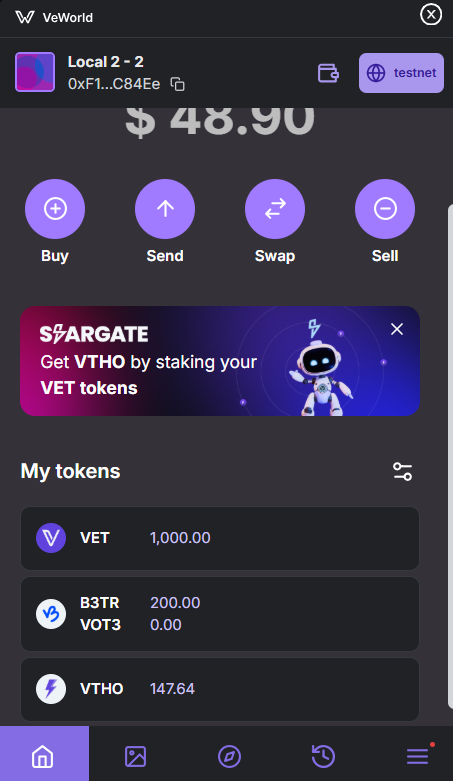 VeWorld
Local 2 - 2
0xF1...C84Ee
testnet
$ 48.90
Buy
Send
Swap
Sell
STARGATE
Get VTHO by staking your
VET tokens
My tokens
VET 1,000.00
B3TR 200.00
VOT3 0.00
VTHO 147.64